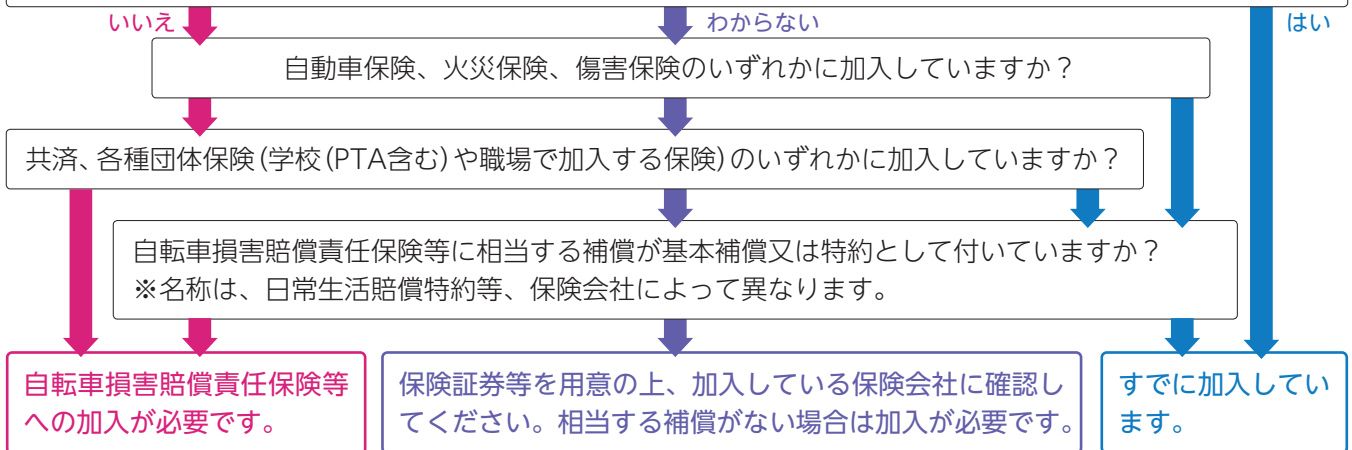 いいえ
わからない
はい
自動車保険、火災保険、傷害保険のいずれかに加入していますか？
共済、各種団体保険(学校(PTA含む)や職場で加入する保険)のいずれかに加入していますか？
自転車損害賠償責任保険等に相当する補償が基本補償又は特約として付いていますか？
※名称は、日常生活賠償特約等、保険会社によって異なります。
自転車損害賠償責任保険等
への加入が必要です。
保険証券等を用意の上、加入している保険会社に確認し
てください。相当する補償がない場合は加入が必要です。
すでに加入してい
ます。